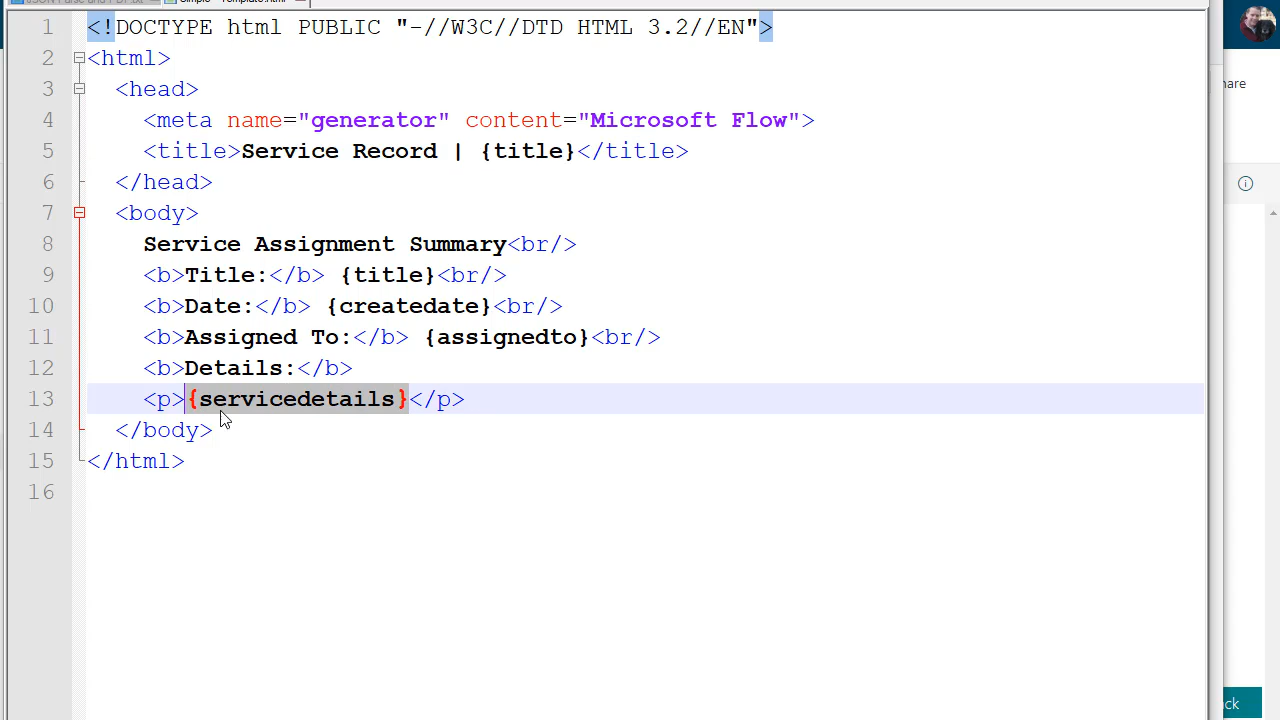 1 <!DOCTYPE html PUBLIC "-//W3C//DTD HTML 3.2//EN">
2 <html>
3 <head>
4 <meta name="generator" content="Microsoft Flow">
5 <title>Service Record | {title}</title>
6 </head>
7 <body>
8 Service Assignment Summary<br/>
9 <b>Title:</b> {title}<br/>
10 <b>Date:</b> {createdate}<br/>
11 <b>Assigned To:</b> {assignedto}<br/>
12 <b>Details:</b>
13 <p>{servicedetails}</p>
14 </body>
15 </html>
16
hare
ck